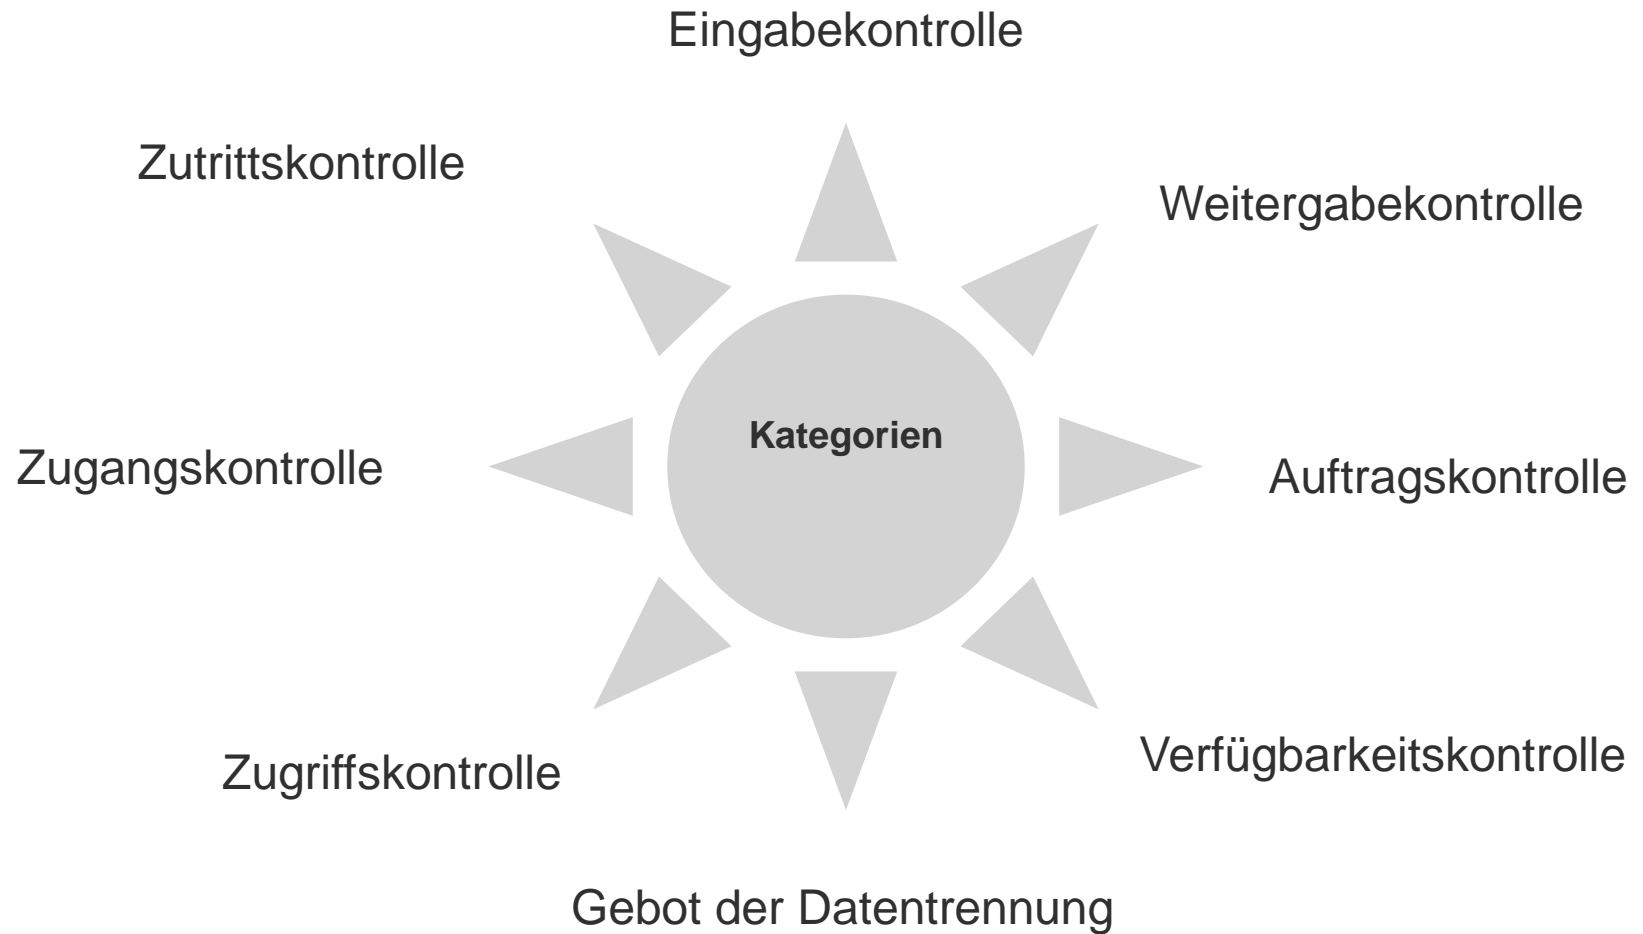 Eingabekontrolle
Zutrittskontrolle
Weitergabekontrolle
Kategorien
Zugangskontrolle
Auftragskontrolle
Verfügbarkeitskontrolle
Zugriffskontrolle
Gebot der Datentrennung